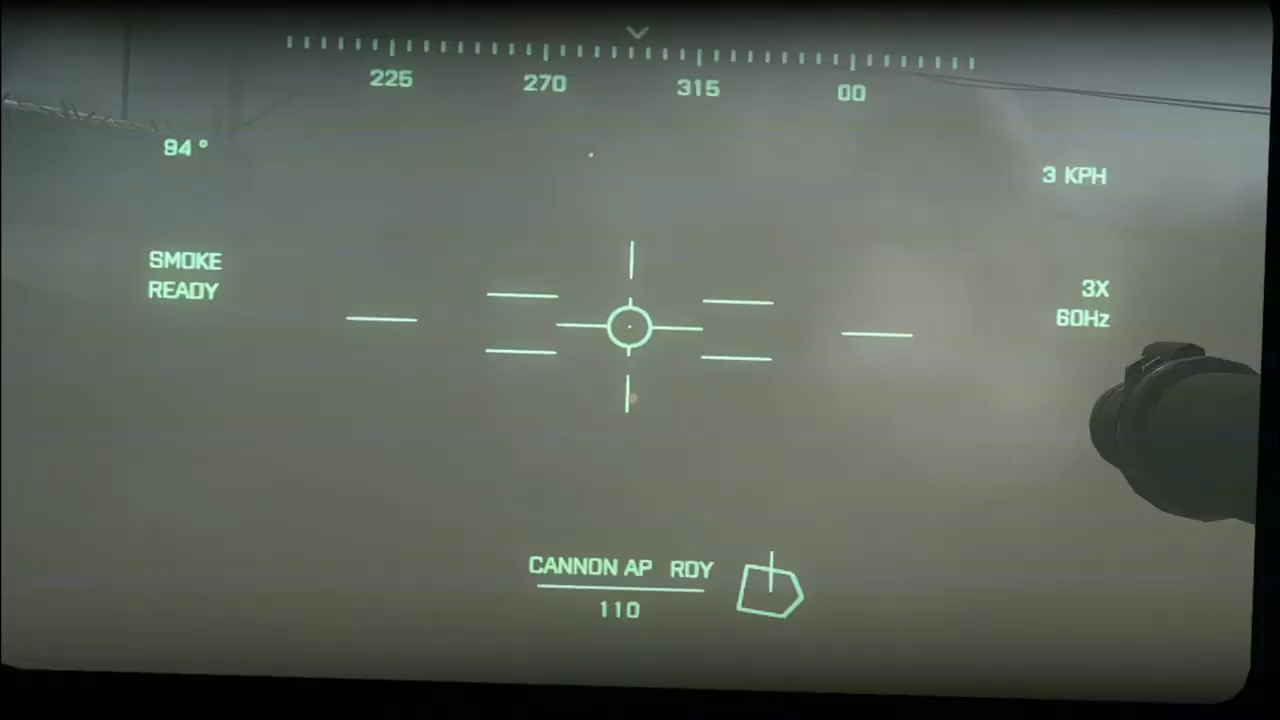 225 270 315 00
94°
3 KPH
SMOKE
READY
3X
60Hz
CANNON AP RDY
110